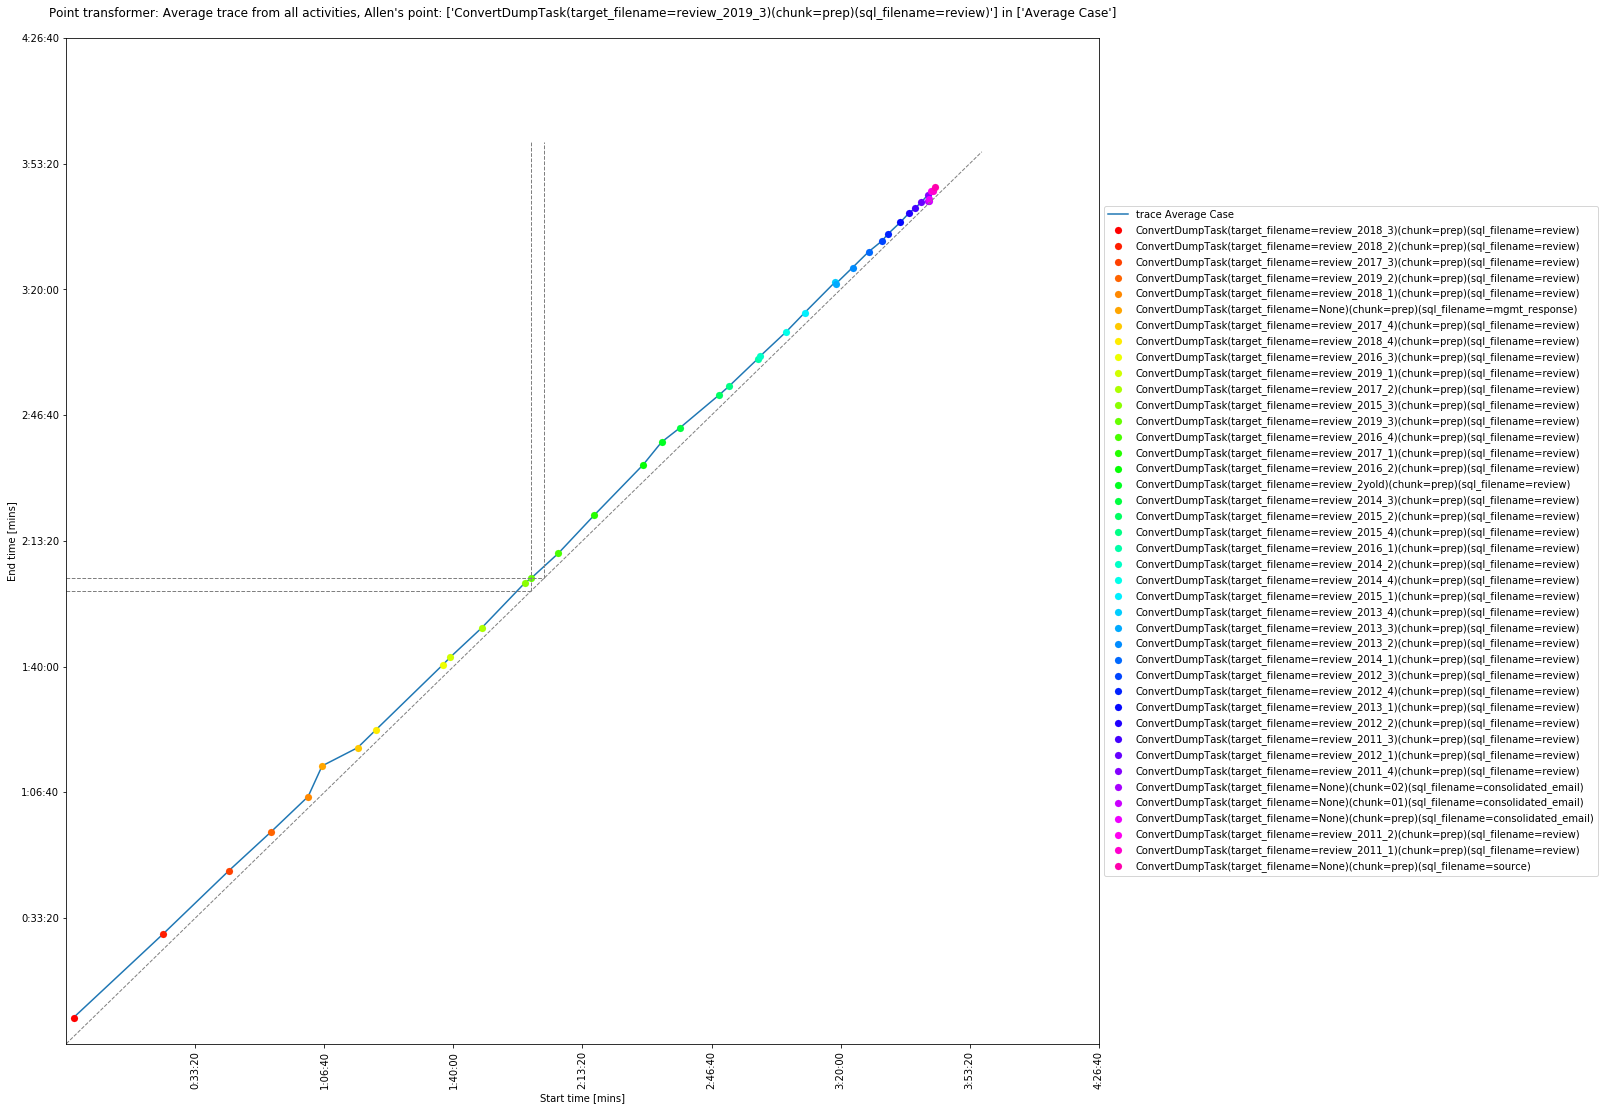 Point transformer: Average trace from all activities, Allen's point: ['ConvertDumpTask(target_filename=review_2019_3)(chunk=prep)(sql_filename=review)'] in ['Average Case']
4:26:40
3:53:20
3:20:00
2:46:40
2:13:20
1:40:00
1:06:40
0:33:20
End time [mins]
0:33:20
1:06:40
1:40:00
2:13:20
2:46:40
3:20:00
3:53:20
4:26:40
Start time [mins]
trace Average Case
ConvertDumpTask(target_filename=review_2018_3)(chunk=prep)(sql_filename=review)
ConvertDumpTask(target_filename=review_2018_2)(chunk=prep)(sql_filename=review)
ConvertDumpTask(target_filename=review_2017_3)(chunk=prep)(sql_filename=review)
ConvertDumpTask(target_filename=review_2019_2)(chunk=prep)(sql_filename=review)
ConvertDumpTask(target_filename=review_2018_1)(chunk=prep)(sql_filename=review)
ConvertDumpTask(target_filename=None)(chunk=prep)(sql_filename=mgmt_response)
ConvertDumpTask(target_filename=review_2017_4)(chunk=prep)(sql_filename=review)
ConvertDumpTask(target_filename=review_2018_4)(chunk=prep)(sql_filename=review)
ConvertDumpTask(target_filename=review_2016_3)(chunk=prep)(sql_filename=review)
ConvertDumpTask(target_filename=review_2019_1)(chunk=prep)(sql_filename=review)
ConvertDumpTask(target_filename=review_2017_2)(chunk=prep)(sql_filename=review)
ConvertDumpTask(target_filename=review_2015_3)(chunk=prep)(sql_filename=review)
ConvertDumpTask(target_filename=review_2019_3)(chunk=prep)(sql_filename=review)
ConvertDumpTask(target_filename=review_2016_4)(chunk=prep)(sql_filename=review)
ConvertDumpTask(target_filename=review_2017_1)(chunk=prep)(sql_filename=review)
ConvertDumpTask(target_filename=review_2016_2)(chunk=prep)(sql_filename=review)
ConvertDumpTask(target_filename=review_2yold)(chunk=prep)(sql_filename=review)
ConvertDumpTask(target_filename=review_2014_3)(chunk=prep)(sql_filename=review)
ConvertDumpTask(target_filename=review_2015_2)(chunk=prep)(sql_filename=review)
ConvertDumpTask(target_filename=review_2015_4)(chunk=prep)(sql_filename=review)
ConvertDumpTask(target_filename=review_2016_1)(chunk=prep)(sql_filename=review)
ConvertDumpTask(target_filename=review_2014_2)(chunk=prep)(sql_filename=review)
ConvertDumpTask(target_filename=review_2014_4)(chunk=prep)(sql_filename=review)
ConvertDumpTask(target_filename=review_2015_1)(chunk=prep)(sql_filename=review)
ConvertDumpTask(target_filename=review_2013_4)(chunk=prep)(sql_filename=review)
ConvertDumpTask(target_filename=review_2013_3)(chunk=prep)(sql_filename=review)
ConvertDumpTask(target_filename=review_2013_2)(chunk=prep)(sql_filename=review)
ConvertDumpTask(target_filename=review_2014_1)(chunk=prep)(sql_filename=review)
ConvertDumpTask(target_filename=review_2012_3)(chunk=prep)(sql_filename=review)
ConvertDumpTask(target_filename=review_2012_4)(chunk=prep)(sql_filename=review)
ConvertDumpTask(target_filename=review_2013_1)(chunk=prep)(sql_filename=review)
ConvertDumpTask(target_filename=review_2012_2)(chunk=prep)(sql_filename=review)
ConvertDumpTask(target_filename=review_2011_3)(chunk=prep)(sql_filename=review)
ConvertDumpTask(target_filename=review_2012_1)(chunk=prep)(sql_filename=review)
ConvertDumpTask(target_filename=review_2011_4)(chunk=prep)(sql_filename=review)
ConvertDumpTask(target_filename=None)(chunk=02)(sql_filename=consolidated_email)
ConvertDumpTask(target_filename=None)(chunk=01)(sql_filename=consolidated_email)
ConvertDumpTask(target_filename=None)(chunk=prep)(sql_filename=consolidated_email)
ConvertDumpTask(target_filename=review_2011_2)(chunk=prep)(sql_filename=review)
ConvertDumpTask(target_filename=review_2011_1)(chunk=prep)(sql_filename=review)
ConvertDumpTask(target_filename=None)(chunk=prep)(sql_filename=source)